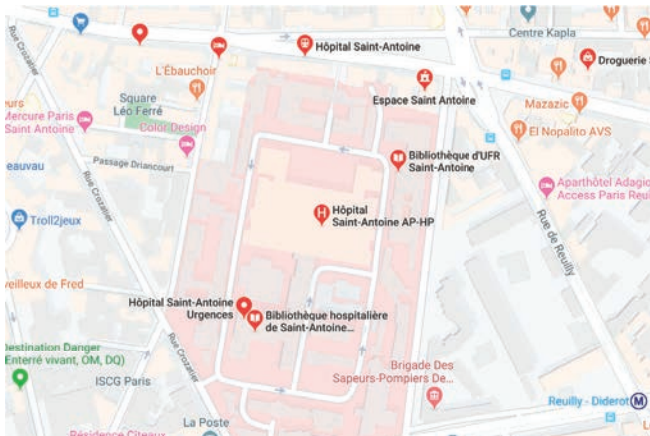 Centre Kapla
Hôpital Saint-Antoine
Droguerie
Rue Crozatier
L'Ébauchoir
Espace Saint Antoine
Square
Léo Ferré
eurs
Mercure Paris
Saint Antoine
Color Design
Mazazic
El Nopalito AVS
Bibliothèque d'UFR
Saint-Antoine
Passage Driancourt
eauvau
Aparthôtel Adagio
Access Paris Reui
Rue Crozatier
Troll2jeux
H
Hôpital
Saint-Antoine AP-HP
Rue de Reuilly
veilleux de Fred
Hôpital Saint-Antoine
Urgences
Bibliothèque hospitalière
de Saint-Antoine...
Destination Danger
(Enterré vivant, OM, DQ)
ISCG Paris
Rue Crozatier
Brigade Des
Sapeurs-Pompiers De...
Reuilly - Diderot
M
La Poste
Résidence Cîteaux